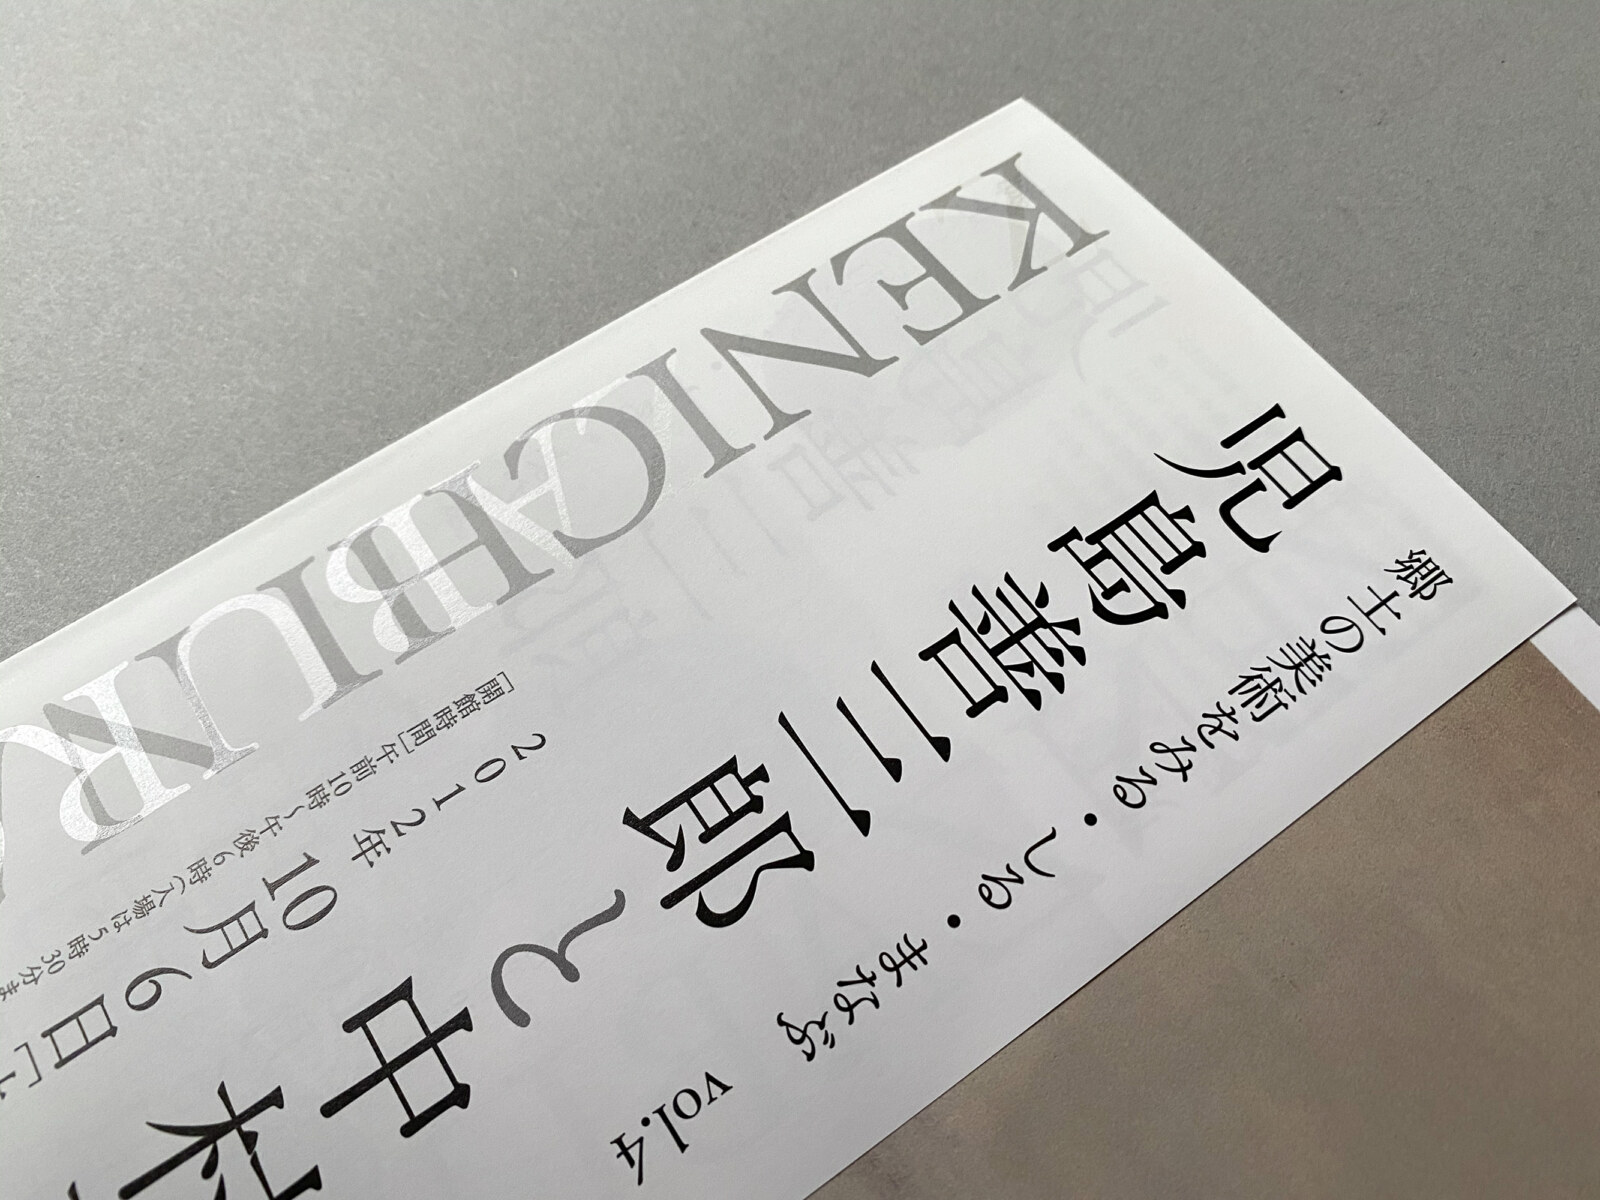 郷土の美術をみる・しる・まなぶ vol.4
児島善三郎と中村
2012年10月6日[土
[開館時間]午前10時〜午後6時(入場は5時30分ま
KENICHI